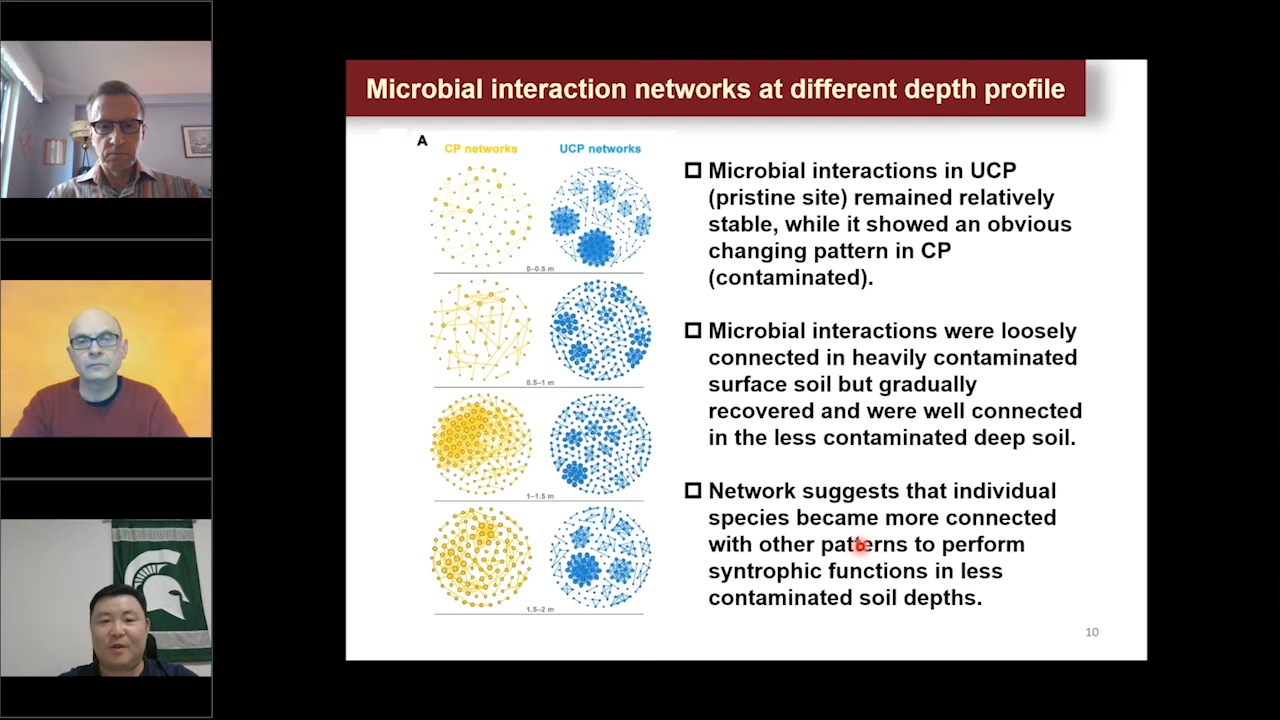 Microbial interaction networks at different depth profile
A
CP networks
UCP networks
0–0.5 m
0.5–1 m
1–1.5 m
1.5–2 m
Microbial interactions in UCP
(pristine site) remained relatively
stable, while it showed an obvious
changing pattern in CP
(contaminated).
Microbial interactions were loosely
connected in heavily contaminated
surface soil but gradually
recovered and were well connected
in the less contaminated deep soil.
Network suggests that individual
species became more connected
with other patterns to perform
syntrophic functions in less
contaminated soil depths.
10